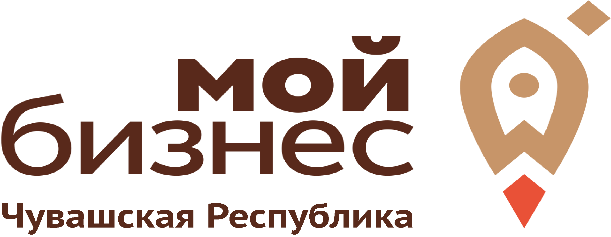 мой
бизнес
Чувашская Республика